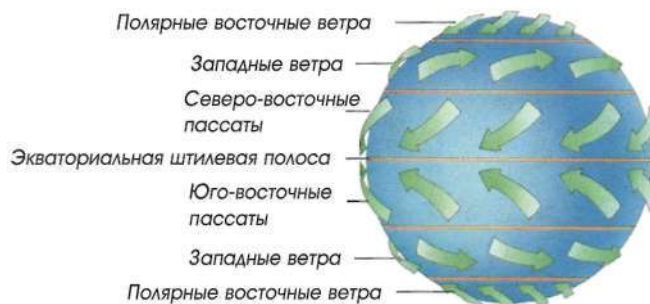 Полярные восточные ветра
Западные ветра
Северо-восточные
пассаты
Экваториальная штилевая полоса
Юго-восточные
пассаты
Западные ветра
Полярные восточные ветра